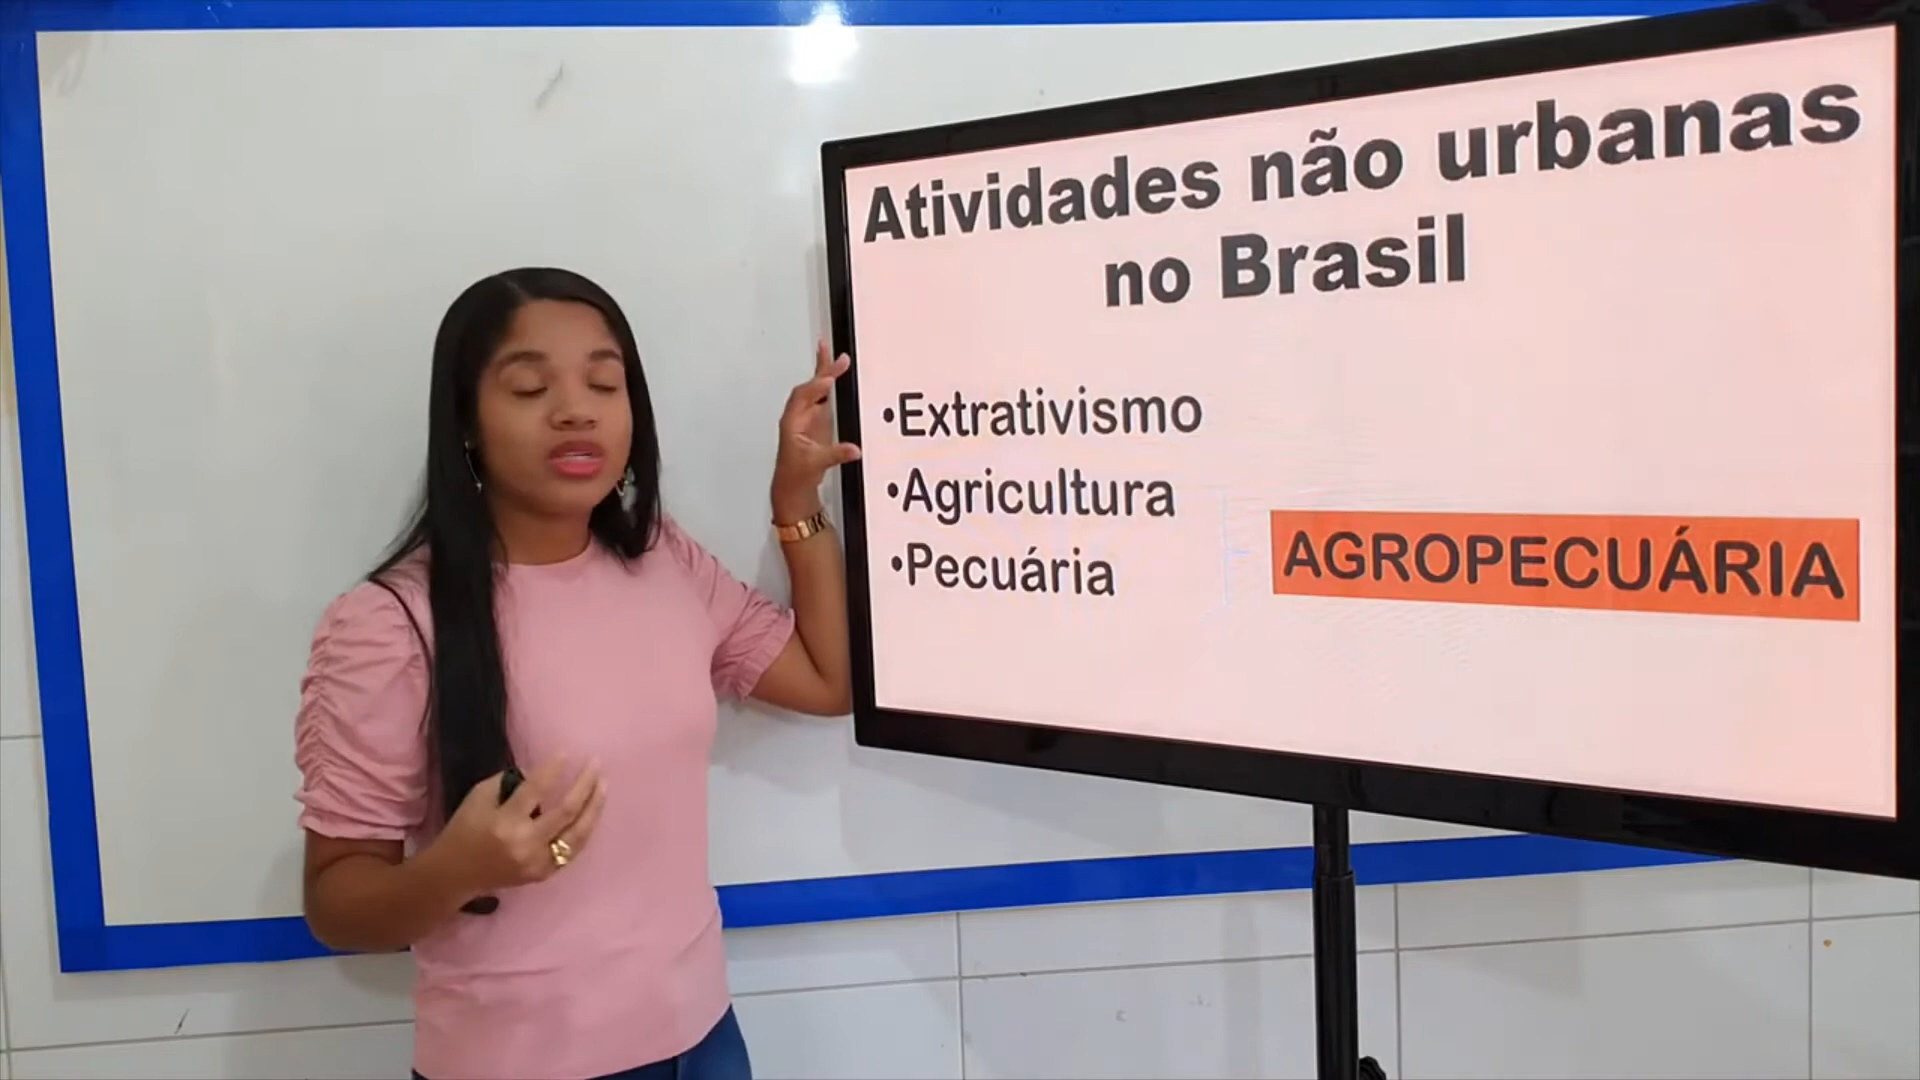 Atividades não urbanas
no Brasil
•Extrativismo
•Agricultura
•Pecuária
AGROPECUÁRIA